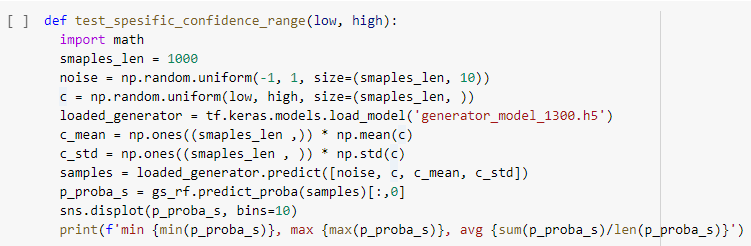 [ ] def test_spesific_confidence_range(low, high):
import math
smaples_len = 1000
noise = np.random.uniform(-1, 1, size=(smaples_len, 10))
c = np.random.uniform(low, high, size=(smaples_len, ))
loaded_generator = tf.keras.models.load_model('generator_model_1300.h5')
c_mean = np.ones((smaples_len ,)) * np.mean(c)
c_std = np.ones((smaples_len , )) * np.std(c)
samples = loaded_generator.predict([noise, c, c_mean, c_std])
p_proba_s = gs_rf.predict_proba(samples)[:,0]
sns.displot(p_proba_s, bins=10)
print(f'min {min(p_proba_s)}, max {max(p_proba_s)}, avg {sum(p_proba_s)/len(p_proba_s)}')